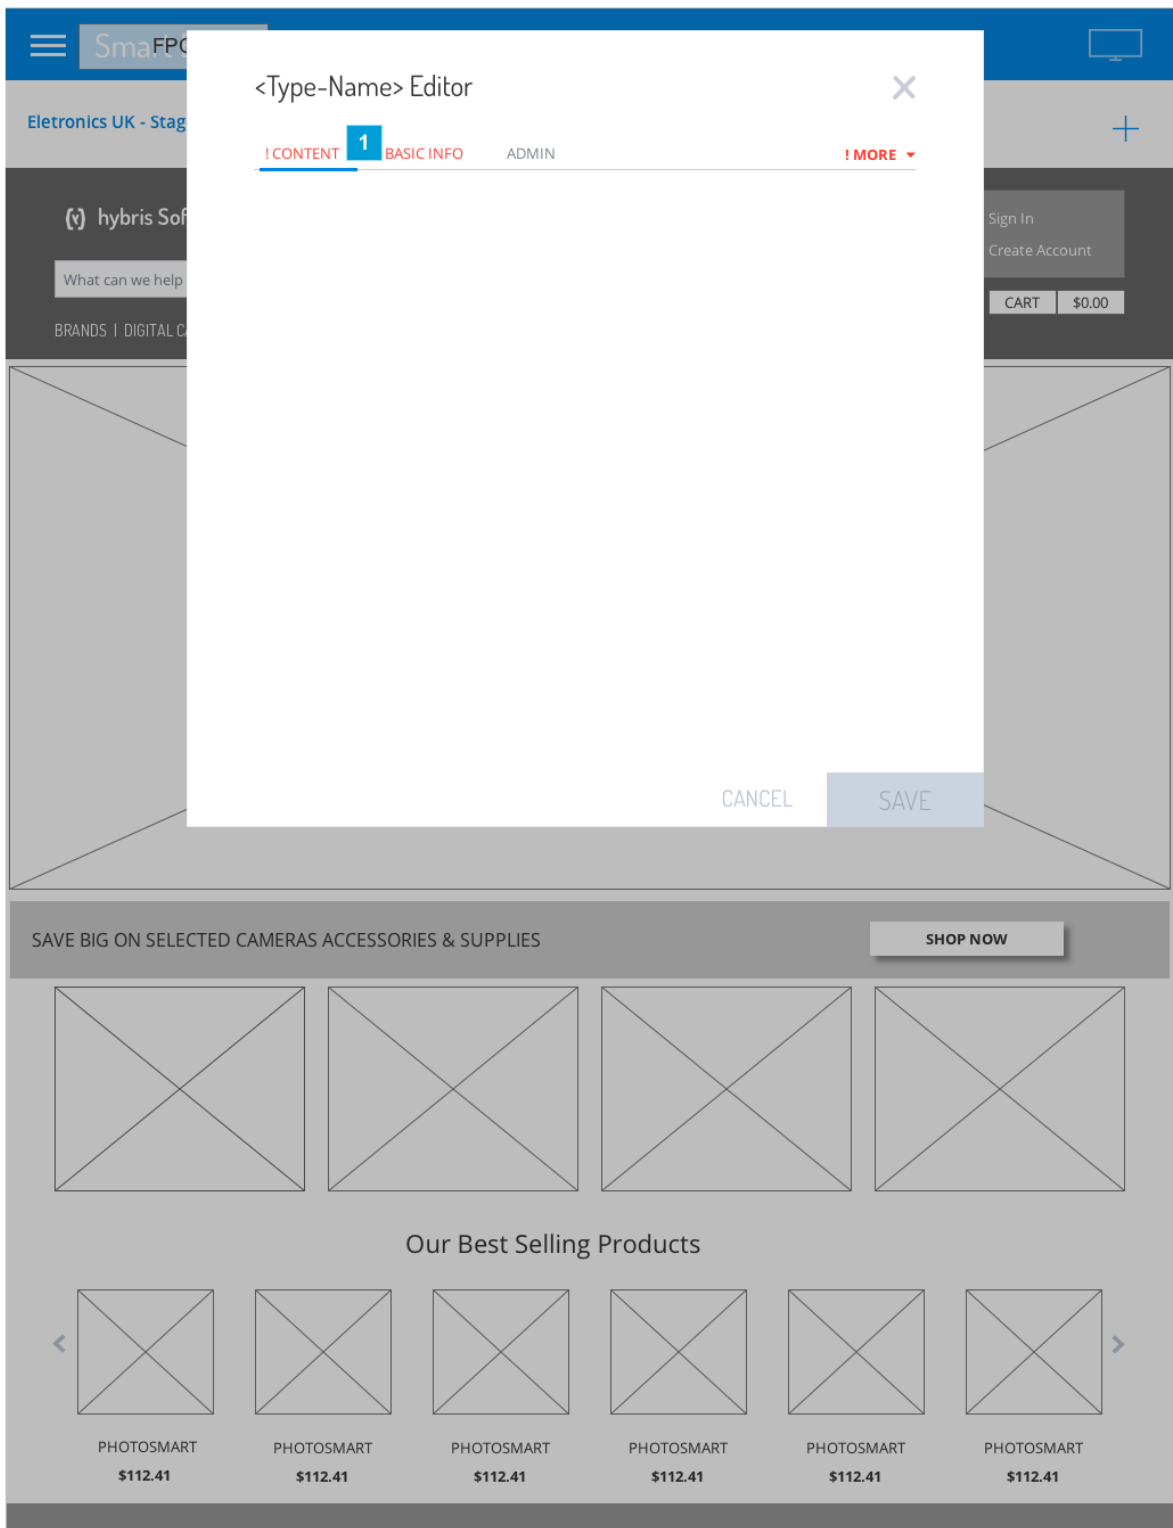 Smart
FPO
<Type-Name> Editor
Eletronics UK - Stag
! CONTENT 1 BASIC INFO ADMIN ! MORE
hybris Sof
Sign In
Create Account
What can we help
CART $0.00
BRANDS | DIGITAL CA
CANCEL SAVE
SAVE BIG ON SELECTED CAMERAS ACCESSORIES & SUPPLIES SHOP NOW
Our Best Selling Products
PHOTOSMART PHOTOSMART PHOTOSMART PHOTOSMART PHOTOSMART PHOTOSMART
$112.41 $112.41 $112.41 $112.41 $112.41 $112.41